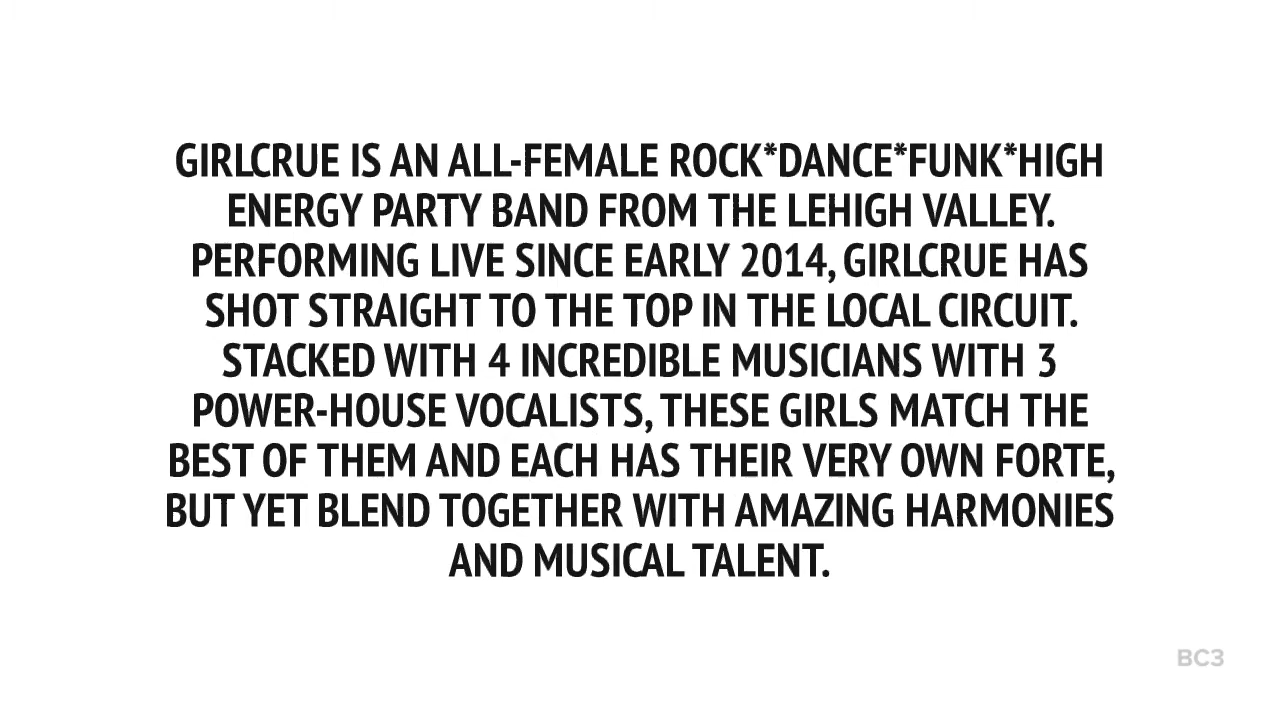 GIRLCRUE IS AN ALL-FEMALE ROCK*DANCE*FUNK*HIGH
ENERGY PARTY BAND FROM THE LEHIGH VALLEY.
PERFORMING LIVE SINCE EARLY 2014, GIRLCRUE HAS
SHOT STRAIGHT TO THE TOP IN THE LOCAL CIRCUIT.
STACKED WITH 4 INCREDIBLE MUSICIANS WITH 3
POWER-HOUSE VOCALISTS, THESE GIRLS MATCH THE
BEST OF THEM AND EACH HAS THEIR VERY OWN FORTE,
BUT YET BLEND TOGETHER WITH AMAZING HARMONIES
AND MUSICAL TALENT.
BC3